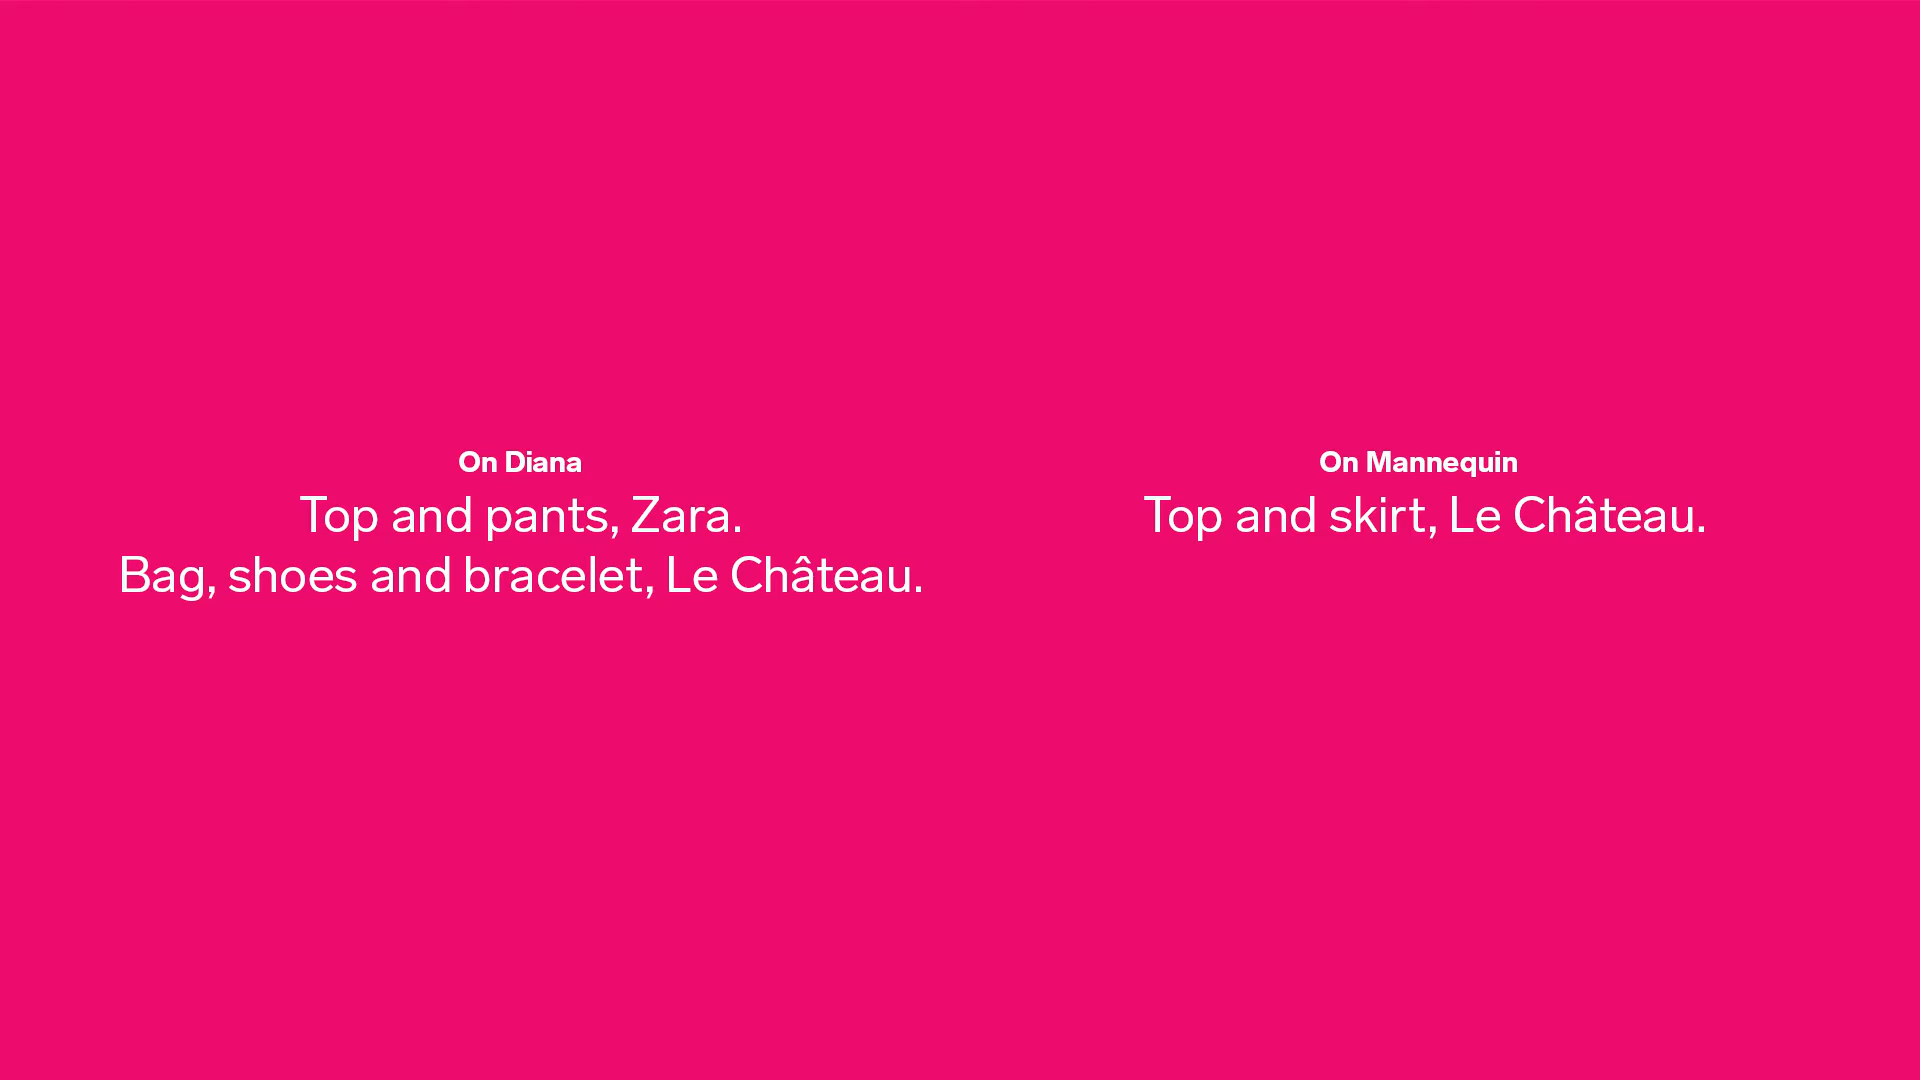 On Diana
Top and pants, Zara.
Bag, shoes and bracelet, Le Château.
On Mannequin
Top and skirt, Le Château.